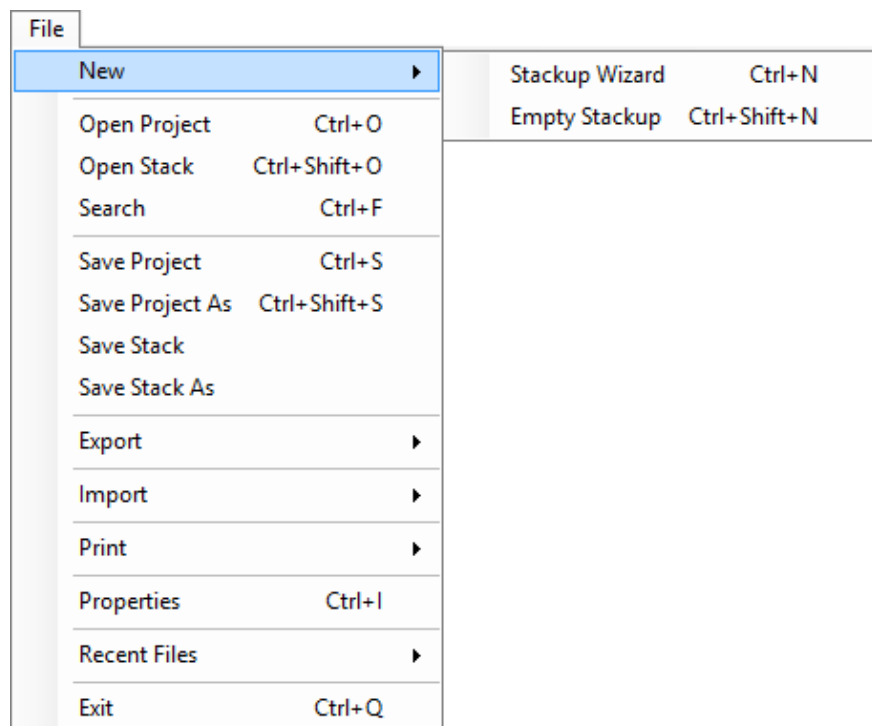 File
New
Stackup Wizard Ctrl+N
Empty Stackup Ctrl+Shift+N
Open Project Ctrl+O
Open Stack Ctrl+Shift+O
Search Ctrl+F
Save Project Ctrl+S
Save Project As Ctrl+Shift+S
Save Stack
Save Stack As
Export
Import
Print
Properties Ctrl+I
Recent Files
Exit Ctrl+Q